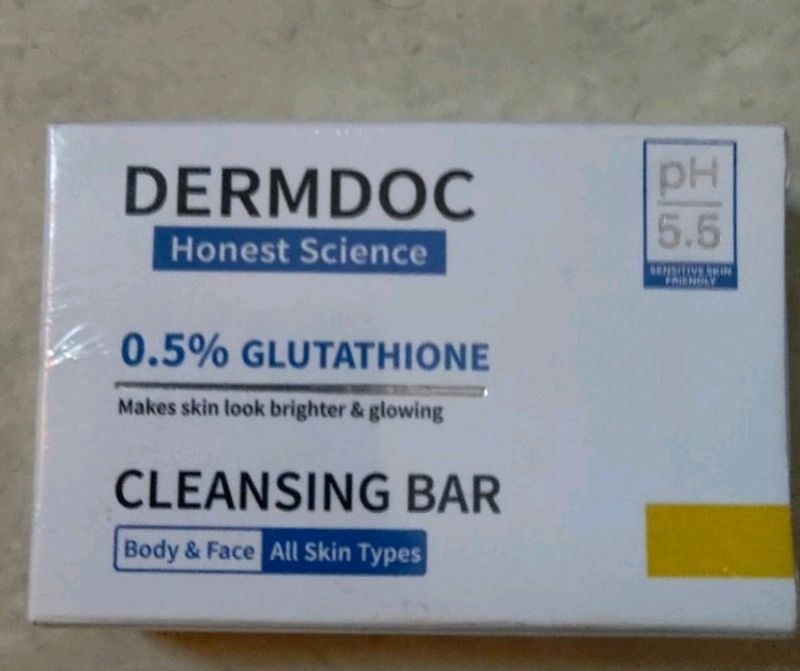 DERMDOC
Honest Science
pH
5.5
SENSITIVE SKIN
FRIENDLY
0.5% GLUTATHIONE
Makes skin look brighter & glowing
CLEANSING BAR
Body & Face All Skin Types